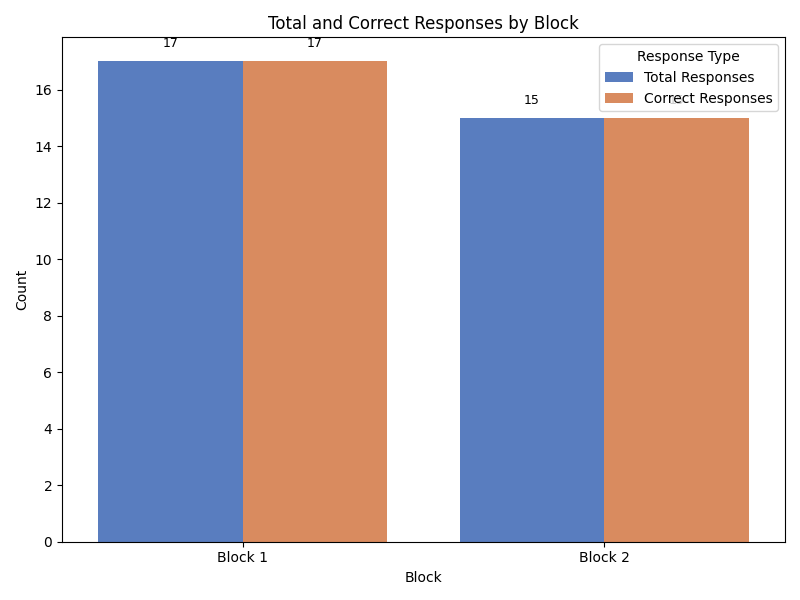 Total and Correct Responses by Block
17
17
15
Response Type
Total Responses
Correct Responses
16
14
12
10
8
6
4
2
0
Count
Block 1
Block 2
Block